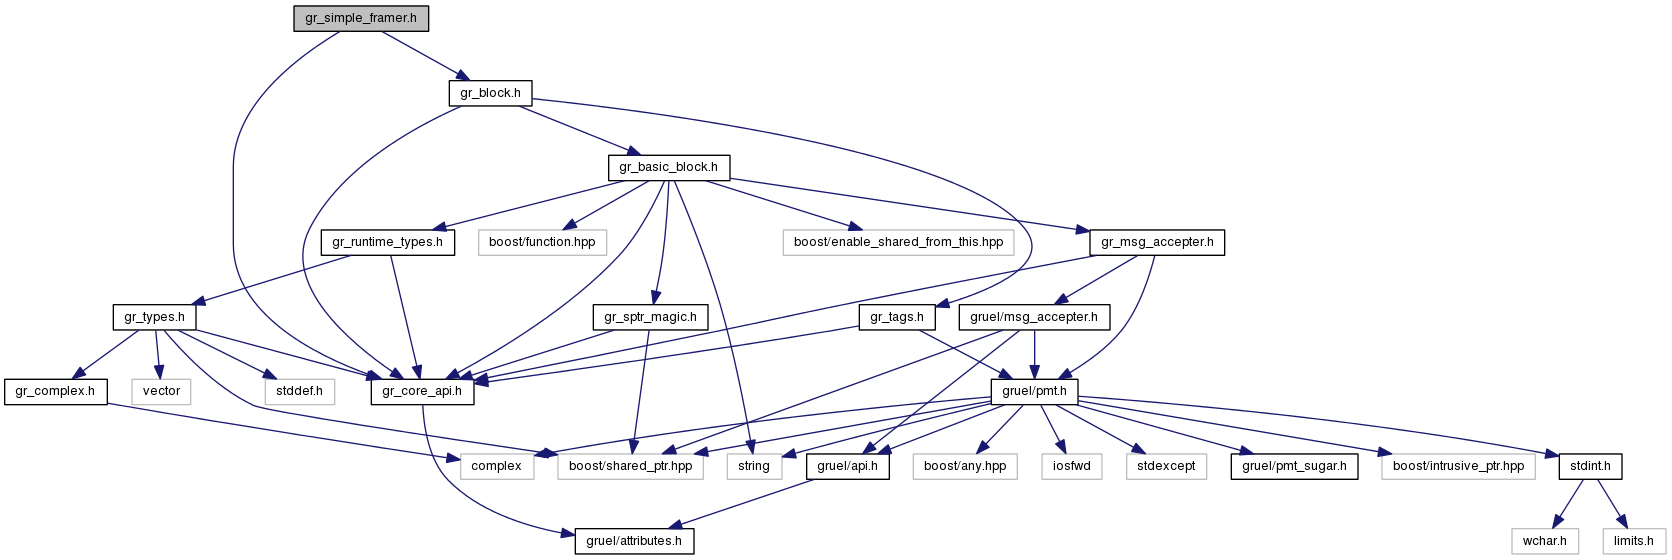 gr_simple_framer.h
gr_block.h
gr_basic_block.h
gr_runtime_types.h
boost/function.hpp
boost/enable_shared_from_this.hpp
gr_msg_accepter.h
gr_types.h
gr_sptr_magic.h
gr_tags.h
gruel/msg_accepter.h
gr_complex.h
vector
stddef.h
gr_core_api.h
gruel/pmt.h
complex
boost/shared_ptr.hpp
string
gruel/api.h
boost/any.hpp
iosfwd
stdexcept
gruel/pmt_sugar.h
boost/intrusive_ptr.hpp
stdint.h
gruel/attributes.h
wchar.h
limits.h